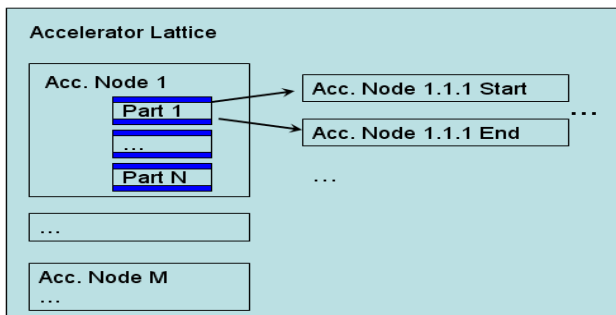 Accelerator Lattice
Acc. Node 1
Part 1
...
Part N
Acc. Node 1.1.1 Start
...
Acc. Node 1.1.1 End
...
...
Acc. Node M
...